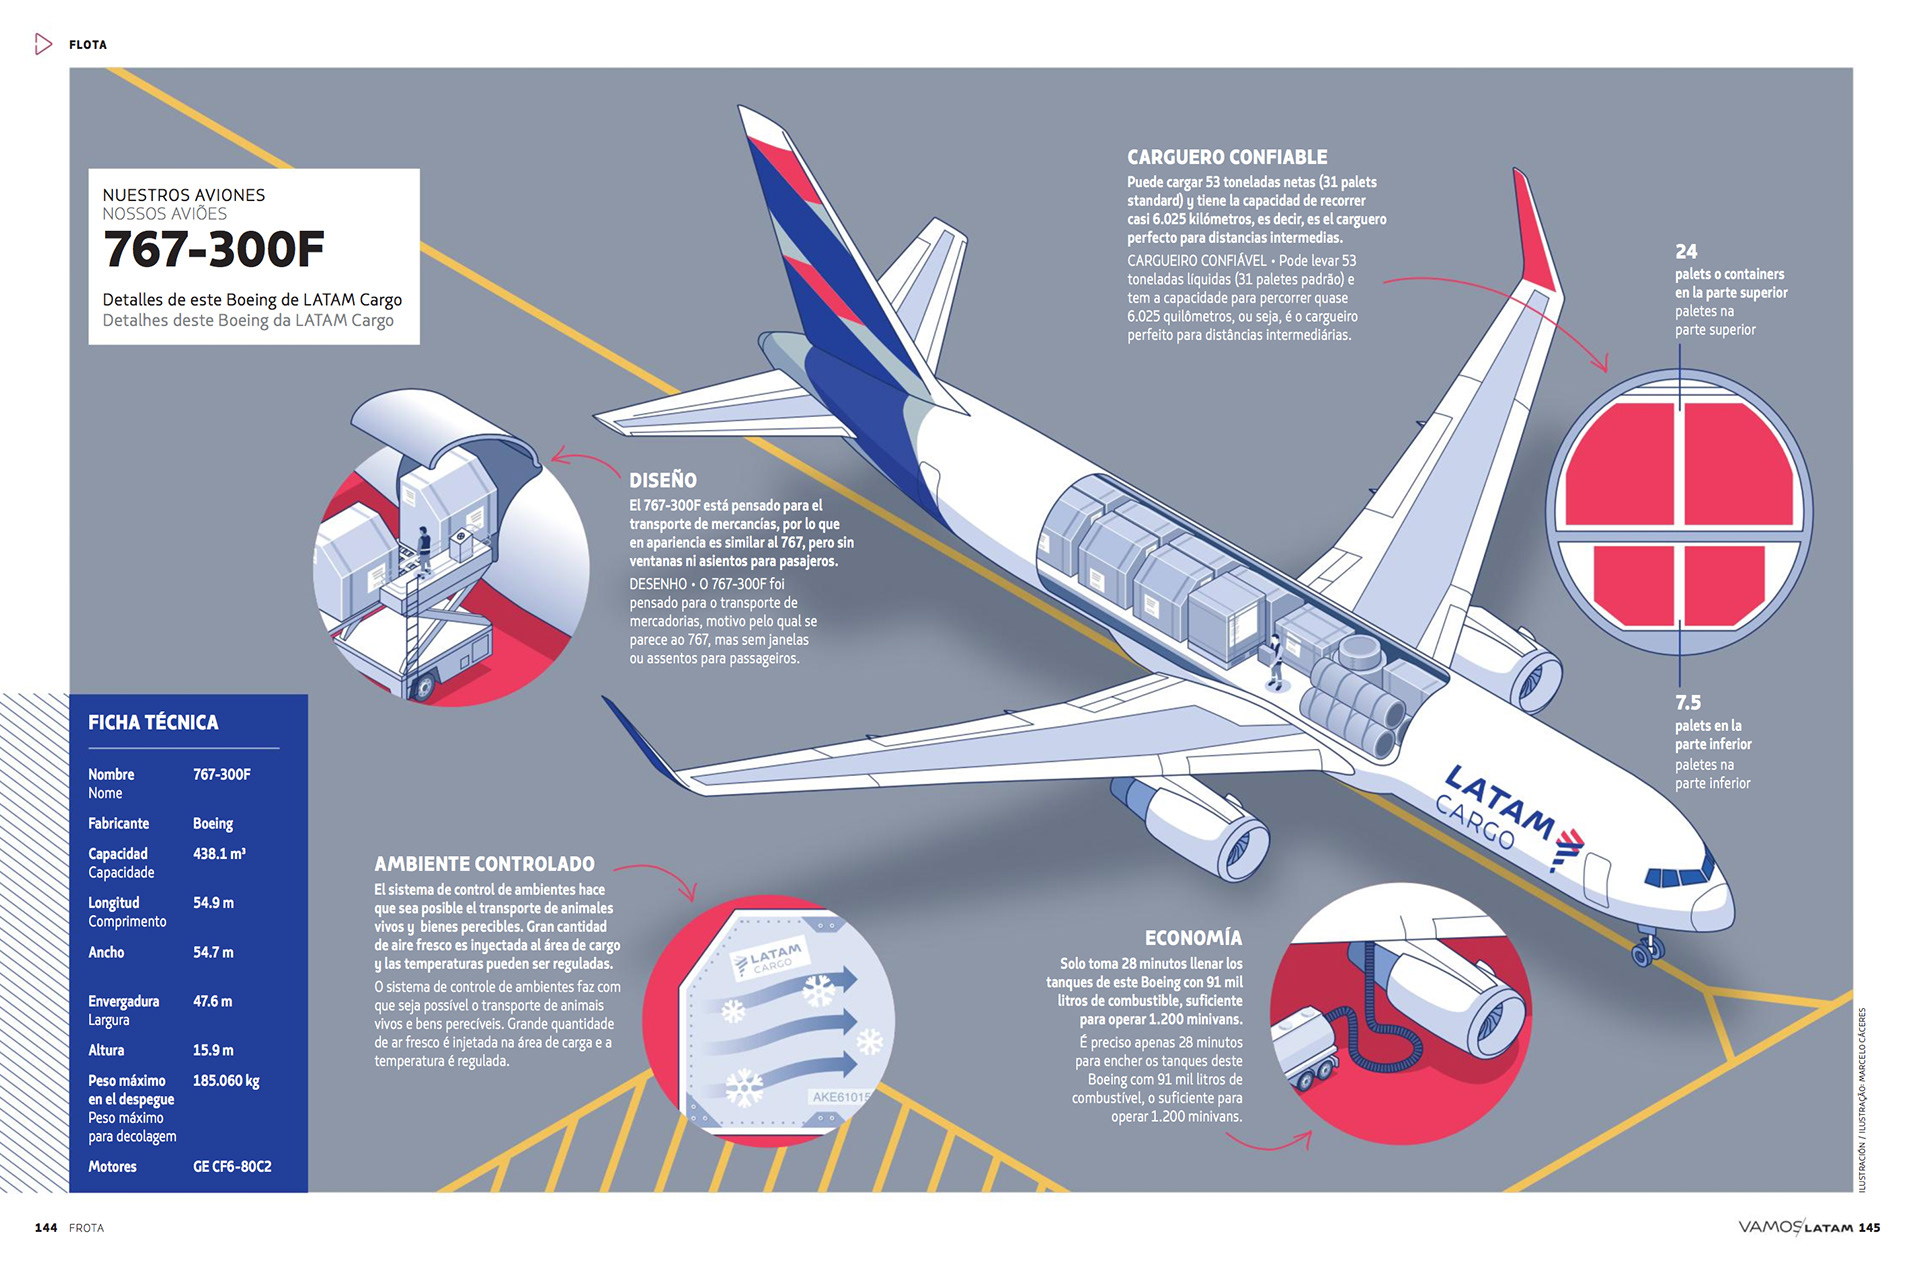 FLOTA
NUESTROS AVIONES
NOSSOS AVIÕES
767-300F
Detalles de este Boeing de LATAM Cargo
Detalhes deste Boeing da LATAM Cargo
CARGUERO CONFIABLE
Puede cargar 53 toneladas netas (31 palets
standard) y tiene la capacidad de recorrer
casi 6.025 kilómetros, es decir, es el carguero
perfecto para distancias intermedias.
CARGUEIRO CONFIÁVEL • Pode levar 53
toneladas líquidas (31 paletes padrão) e
tem a capacidade para percorrer quase
6.025 quilômetros, ou seja, é o cargueiro
perfeito para distâncias intermediárias.
24
palets o containers
en la parte superior
paletes na
parte superior
7.5
palets en la
parte inferior
paletes na
parte inferior
DISEÑO
El 767-300F está pensado para el
transporte de mercancías, por lo que
en apariencia es similar al 767, pero sin
ventanas ni asientos para pasajeros.
DESENHO • O 767-300F foi
pensado para o transporte de
mercadorias, motivo pelo qual se
parece ao 767, mas sem janelas
ou assentos para passageiros.
LATAM
CARGO
FICHA TÉCNICA
Nombre 767-300F
Nome
Fabricante Boeing
Capacidad 438.1 m³
Capacidade
Longitud 54.9 m
Comprimento
Ancho 54.7 m
Envergadura 47.6 m
Largura
Altura 15.9 m
Peso máximo 185.060 kg
en el despegue
Peso máximo
para decolagem
Motores GE CF6-80C2
AMBIENTE CONTROLADO
El sistema de control de ambientes hace
que sea posible el transporte de animales
vivos y bienes perecibles. Gran cantidad
de aire fresco es inyectada al área de cargo
y las temperaturas pueden ser reguladas.
O sistema de controle de ambientes faz com
que seja possível o transporte de animais
vivos e bens perecíveis. Grande quantidade
de ar fresco é injetada na área de carga e a
temperatura é regulada.
LATAM
CARGO
AKE61015
ECONOMÍA
Solo toma 28 minutos llenar los
tanques de este Boeing con 91 mil
litros de combustible, suficiente
para operar 1.200 minivans.
É preciso apenas 28 minutos
para encher os tanques deste
Boeing com 91 mil litros de
combustível, o suficiente para
operar 1.200 minivans.
ILUSTRACIÓN / ILUSTRAÇÃO: MARCELO CÁCERES
144 FROTA
VAMOS/LATAM 145